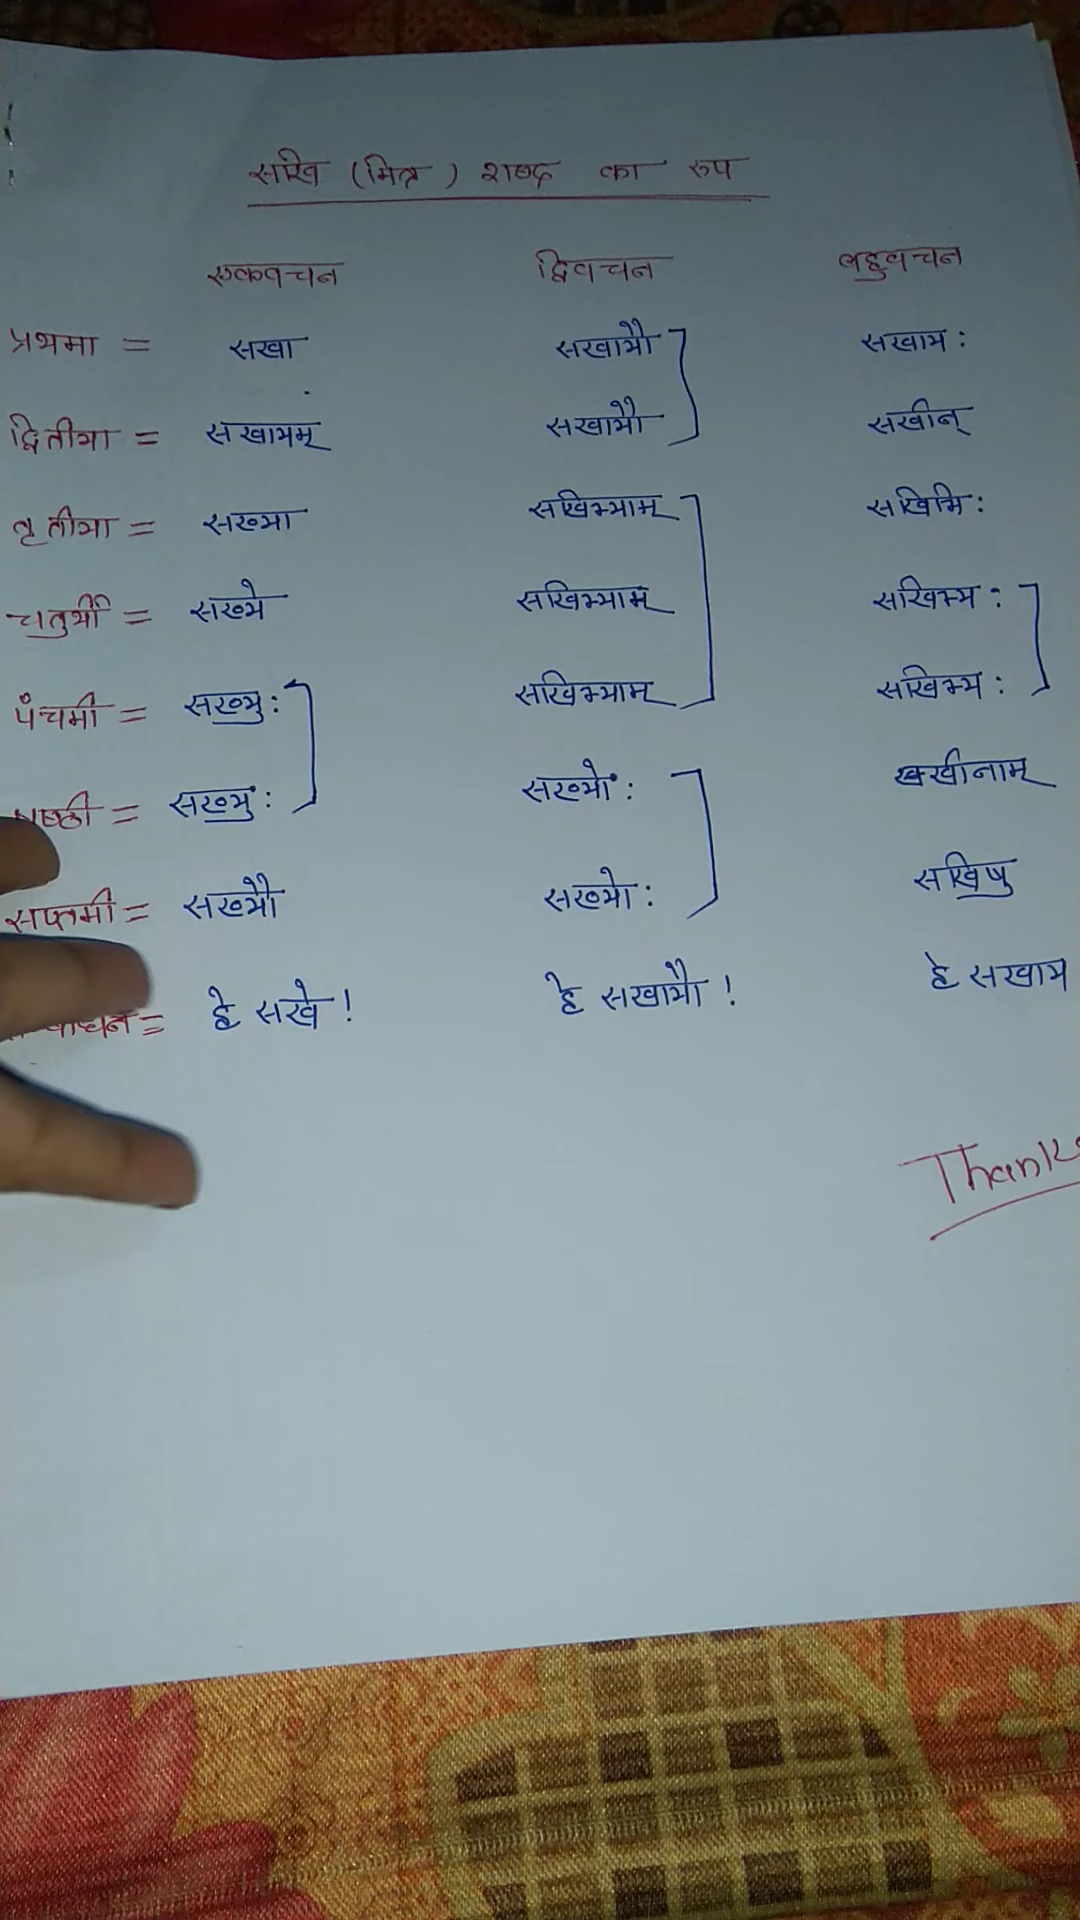 सखि (मित्र) शब्द का रुप
एकवचन द्विवचन बहुवचन
प्रथमा = सखा सखायौ सखाय:
द्वितीया = सखायम् सखायौ सखीन्
तृतीया = सख्या सखिभ्याम् सखिभि:
चतुर्थी = सख्ये सखिभ्याम् सखिभ्य:
पंचमी = सख्यु: सखिभ्याम् सखिभ्य:
षष्ठी = सख्यु: सख्यो: सखीनाम्
सप्तमी = सख्यौ सख्यो: सखिषु
= हे सखे ! हे सखायौ ! हे सखाय
Thank